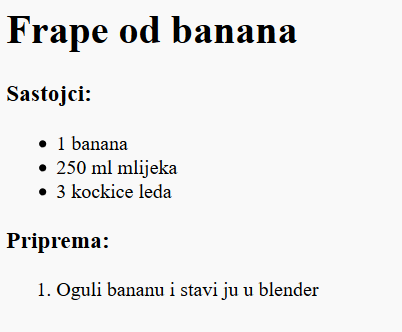 Frape od banana
Sastojci:
• 1 banana
• 250 ml mlijeka
• 3 kockice leda
Priprema:
1. Oguli bananu i stavi ju u blender